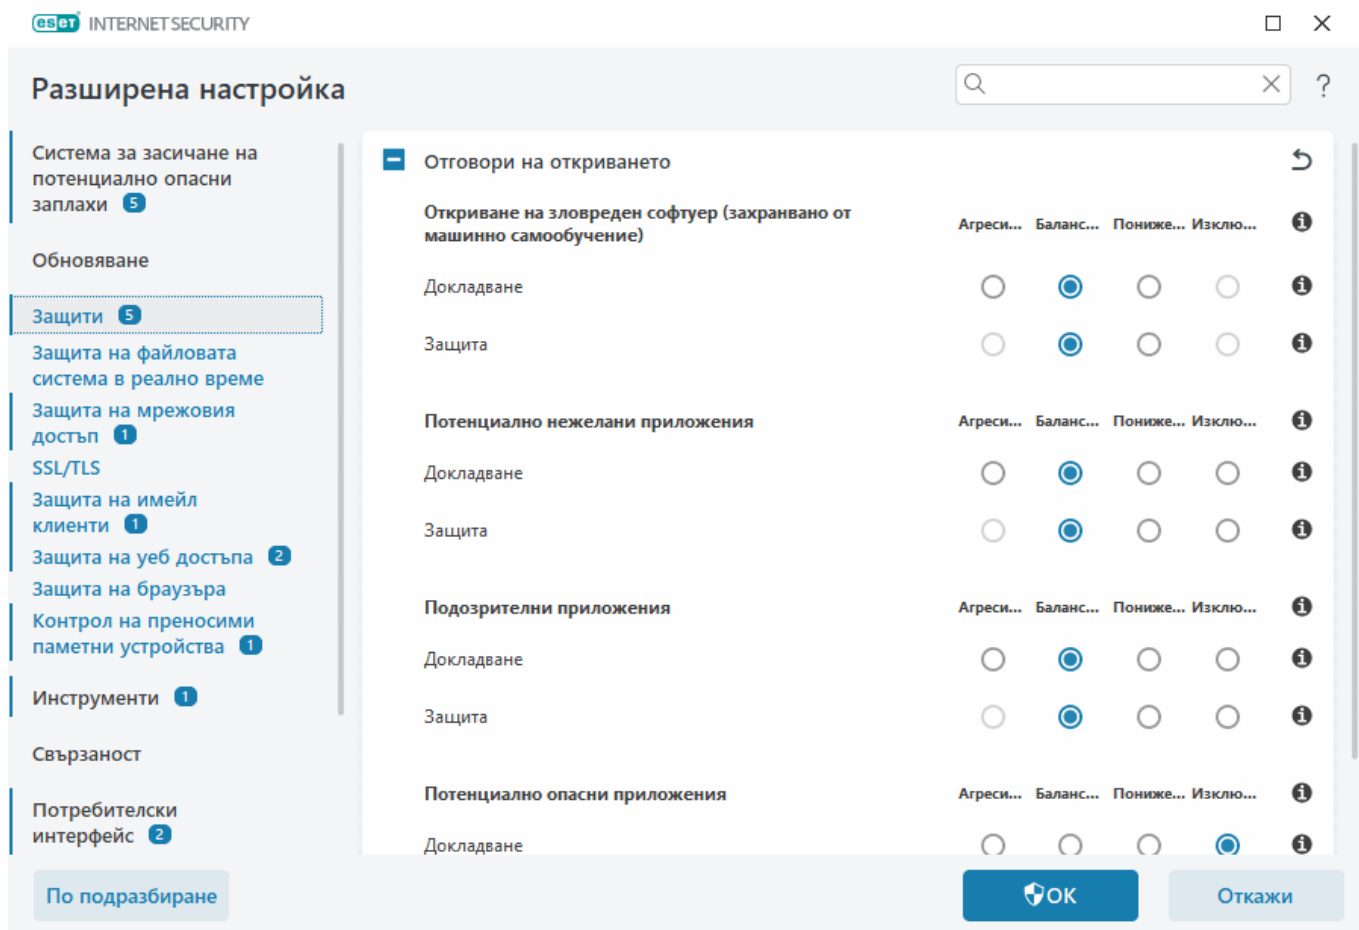 eset INTERNET SECURITY
Разширена настройка
?
Система за засичане на
потенциално опасни
заплахи 5
Обновяване
Защити 5
Защита на файловата
система в реално време
Защита на мрежовия
достъп 1
SSL/TLS
Защита на имейл
клиенти 1
Защита на уеб достъпа 2
Защита на браузъра
Контрол на преносими
паметни устройства 1
Инструменти 1
Свързаност
Потребителски
интерфейс 2
Отговори на откриването
Откриване на зловреден софтуер (захранвано от
машинно самообучение)
Агреси... Баланс... Пониже... Изклю...
Докладване
Защита
Потенциално нежелани приложения Агреси... Баланс... Пониже... Изклю...
Докладване
Защита
Подозрителни приложения Агреси... Баланс... Пониже... Изклю...
Докладване
Защита
Потенциално опасни приложения Агреси... Баланс... Пониже... Изклю...
Докладване
По подразбиране OK Откажи